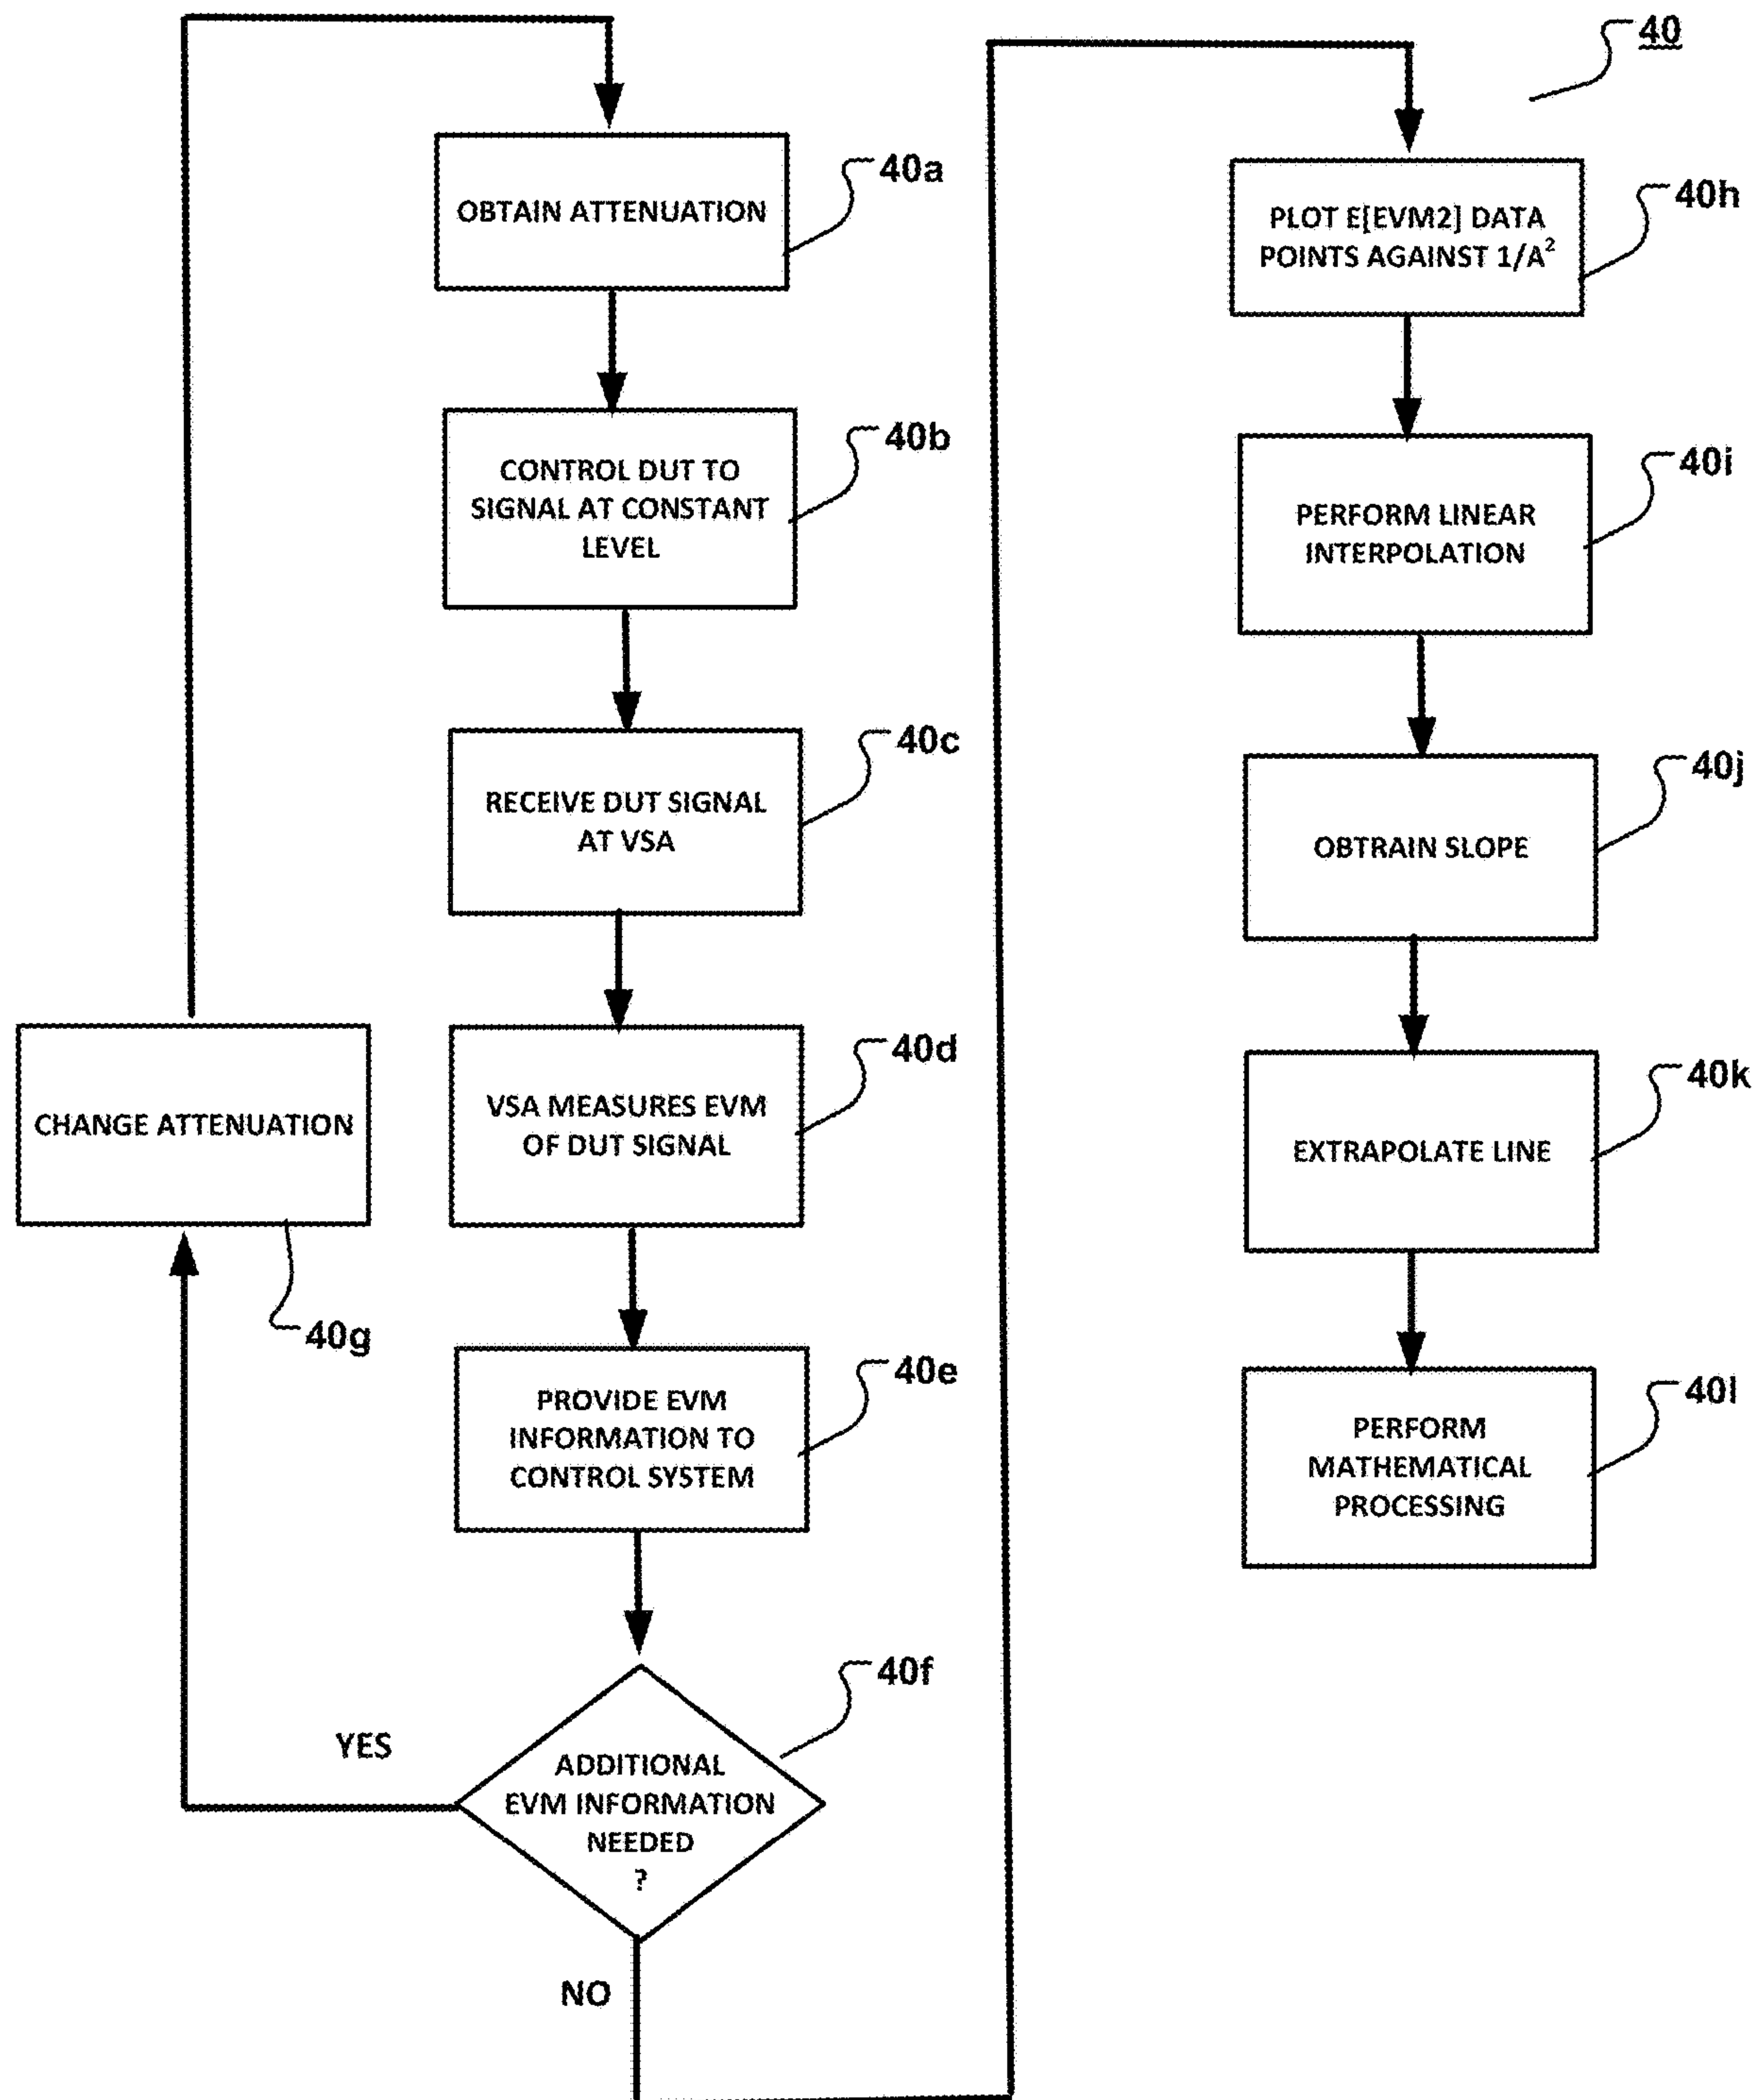 OBTAIN ATTENUATION
40a
CONTROL DUT TO
SIGNAL AT CONSTANT
LEVEL
40b
RECEIVE DUT SIGNAL
AT VSA
40c
VSA MEASURES EVM
OF DUT SIGNAL
40d
PROVIDE EVM
INFORMATION TO
CONTROL SYSTEM
40e
ADDITIONAL
EVM INFORMATION
NEEDED
?
40f
YES
NO
CHANGE ATTENUATION
40g
40
PLOT E[EVM2] DATA
POINTS AGAINST 1/A²
40h
PERFORM LINEAR
INTERPOLATION
40i
OBTRAIN SLOPE
40j
EXTRAPOLATE LINE
40k
PERFORM
MATHEMATICAL
PROCESSING
40l